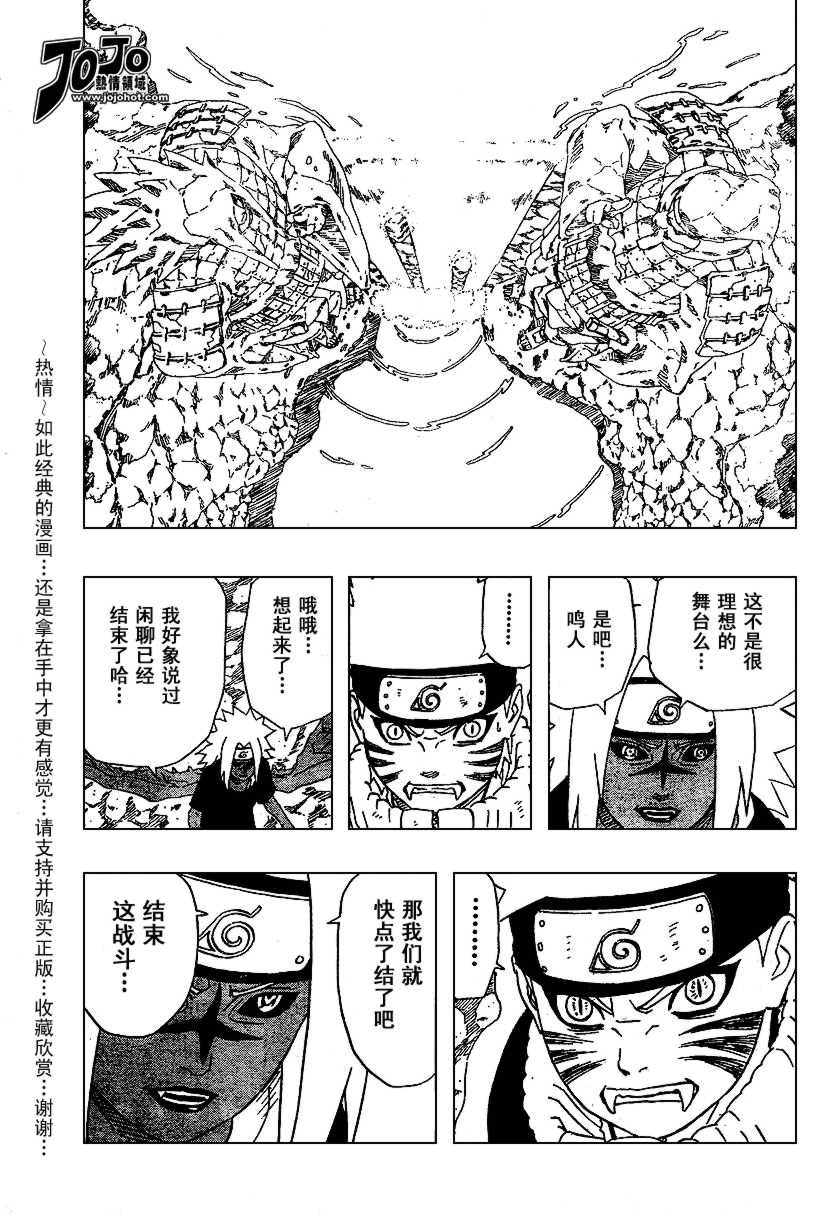 JOJO
熱情領域
www.jojohot.com
~热情~如此经典的漫画…还是拿在手中才更有感觉…请支持并购买正版…收藏欣赏…谢谢…
这不是很
理想的
舞台么…
是吧…
鸣人
………
哦哦…
想起来了…
我好象说过
闲聊已经
结束了哈…
………
那我们就
快点了结了吧
结束
这战斗…